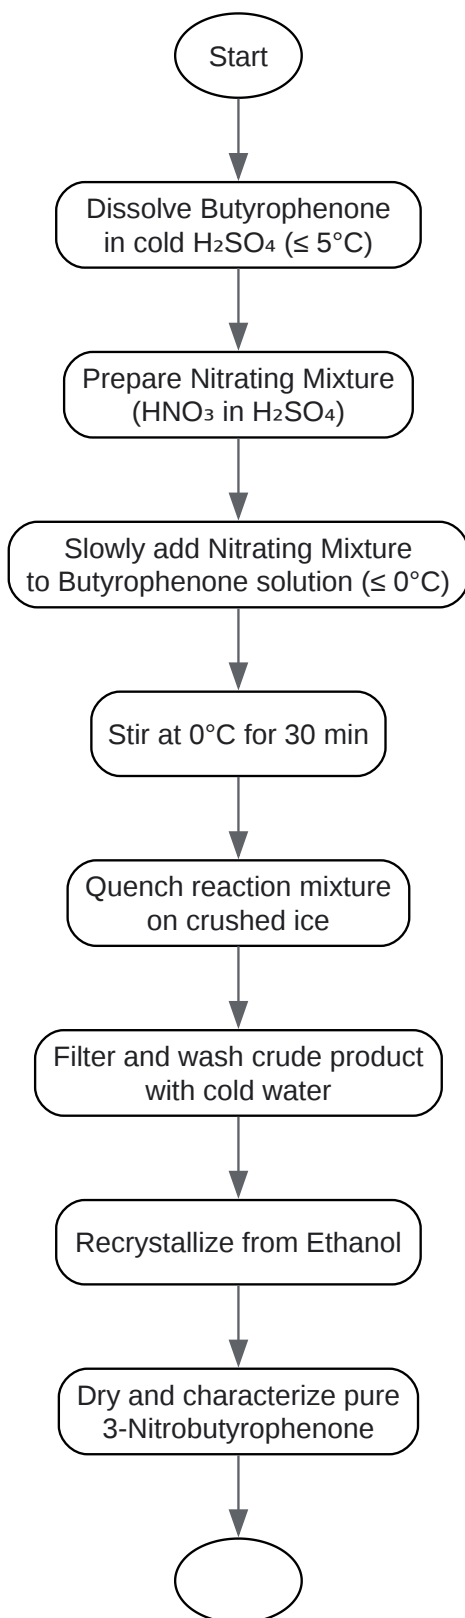 Start
Dissolve Butyrophenone
in cold H₂SO₄ (≤ 5°C)
Prepare Nitrating Mixture
(HNO₃ in H₂SO₄)
Slowly add Nitrating Mixture
to Butyrophenone solution (≤ 0°C)
Stir at 0°C for 30 min
Quench reaction mixture
on crushed ice
Filter and wash crude product
with cold water
Recrystallize from Ethanol
Dry and characterize pure
3-Nitrobutyrophenone